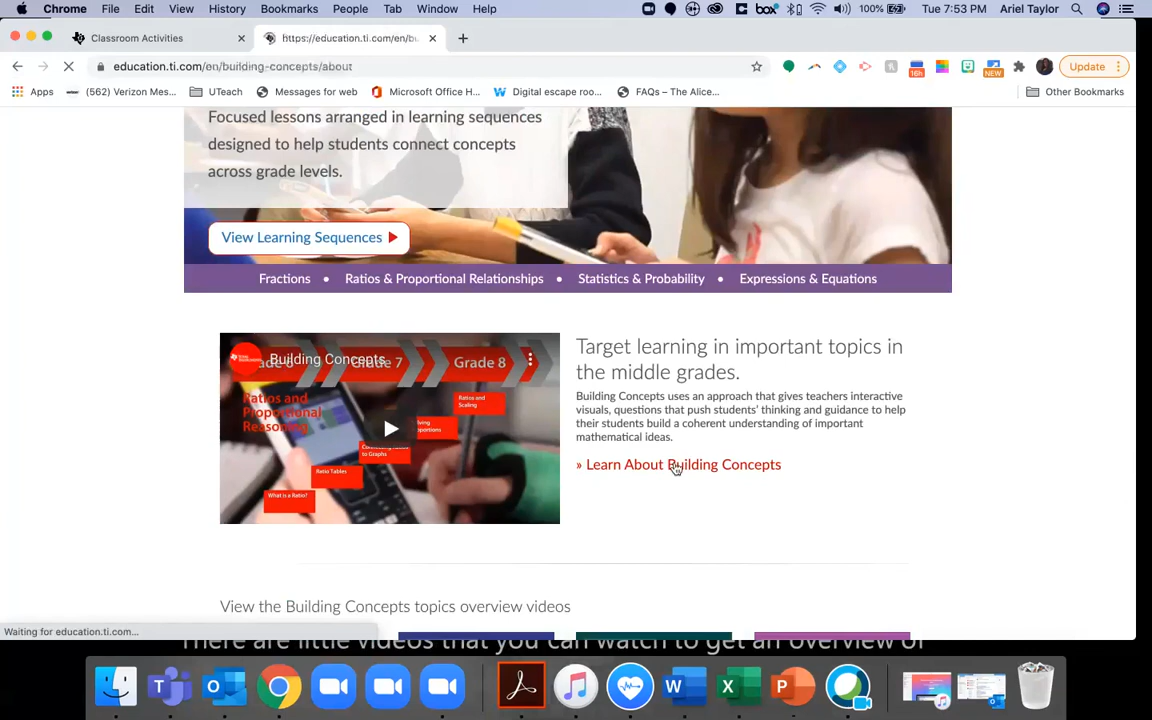 Chrome File Edit View History Bookmarks People Tab Window Help box 100% Tue 7:53 PM Ariel Taylor
Classroom Activities https://education.ti.com/en/bu
education.ti.com/en/building-concepts/about 16h NEW Update
Apps (562) Verizon Mes... UTeach Messages for web Microsoft Office H... Digital escape roo... FAQs – The Alice... Other Bookmarks
Focused lessons arranged in learning sequences
designed to help students connect concepts
across grade levels.
View Learning Sequences
Fractions • Ratios & Proportional Relationships • Statistics & Probability • Expressions & Equations
Building Concepts
Grade 7 Grade 8
Ratios and
Proportional
Reasoning
Ratios and
Scaling
to Graphs
Ratio Tables
What is a Ratio?
Target learning in important topics in
the middle grades.
Building Concepts uses an approach that gives teachers interactive
visuals, questions that push students' thinking and guidance to help
their students build a coherent understanding of important
mathematical ideas.
» Learn About Building Concepts
View the Building Concepts topics overview videos
Waiting for education.ti.com...
There are little videos that you can watch to get an overview of